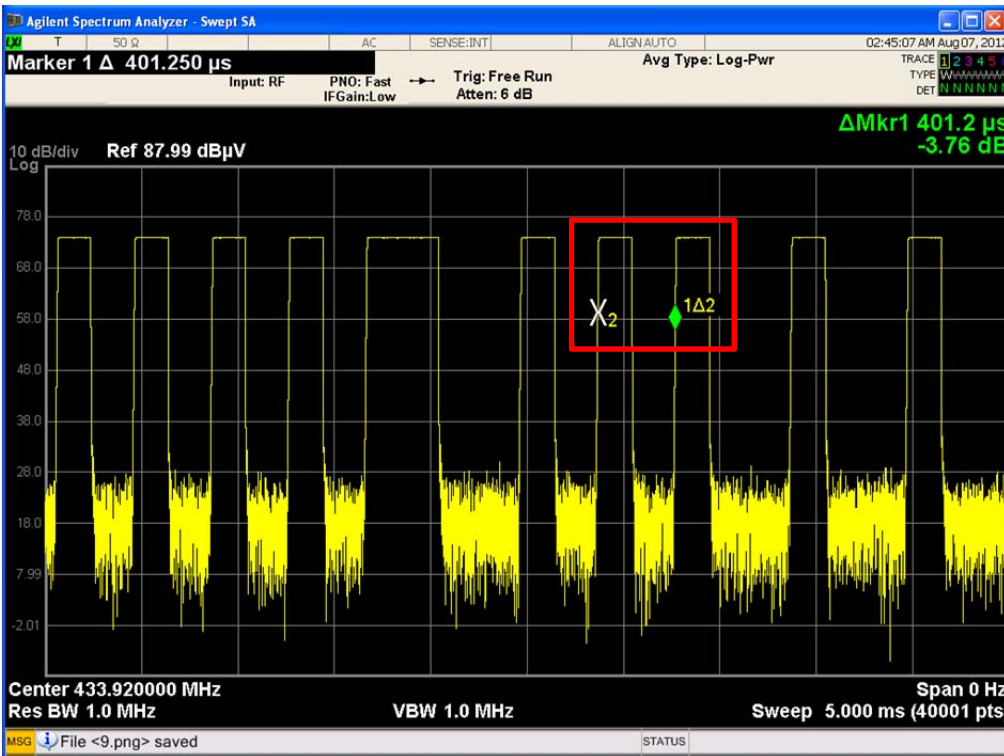 Agilent Spectrum Analyzer - Swept SA
LXI T 50 Ω AC SENSE:INT ALIGN AUTO 02:45:07 AM Aug 07, 2012
Marker 1 Δ 401.250 µs
Input: RF PNO: Fast Trig: Free Run Avg Type: Log-Pwr TRACE 1 2 3 4 5 6
IFGain:Low Atten: 6 dB TYPE WWWWWW
DET N N N N N N
ΔMkr1 401.2 µs
-3.76 dB
10 dB/div Ref 87.99 dBµV
Log
78.0
68.0
58.0
48.0
38.0
28.0
18.0
7.99
-2.01
X2 1Δ2
Center 433.920000 MHz Span 0 Hz
Res BW 1.0 MHz VBW 1.0 MHz Sweep 5.000 ms (40001 pts
MSG File <9.png> saved STATUS